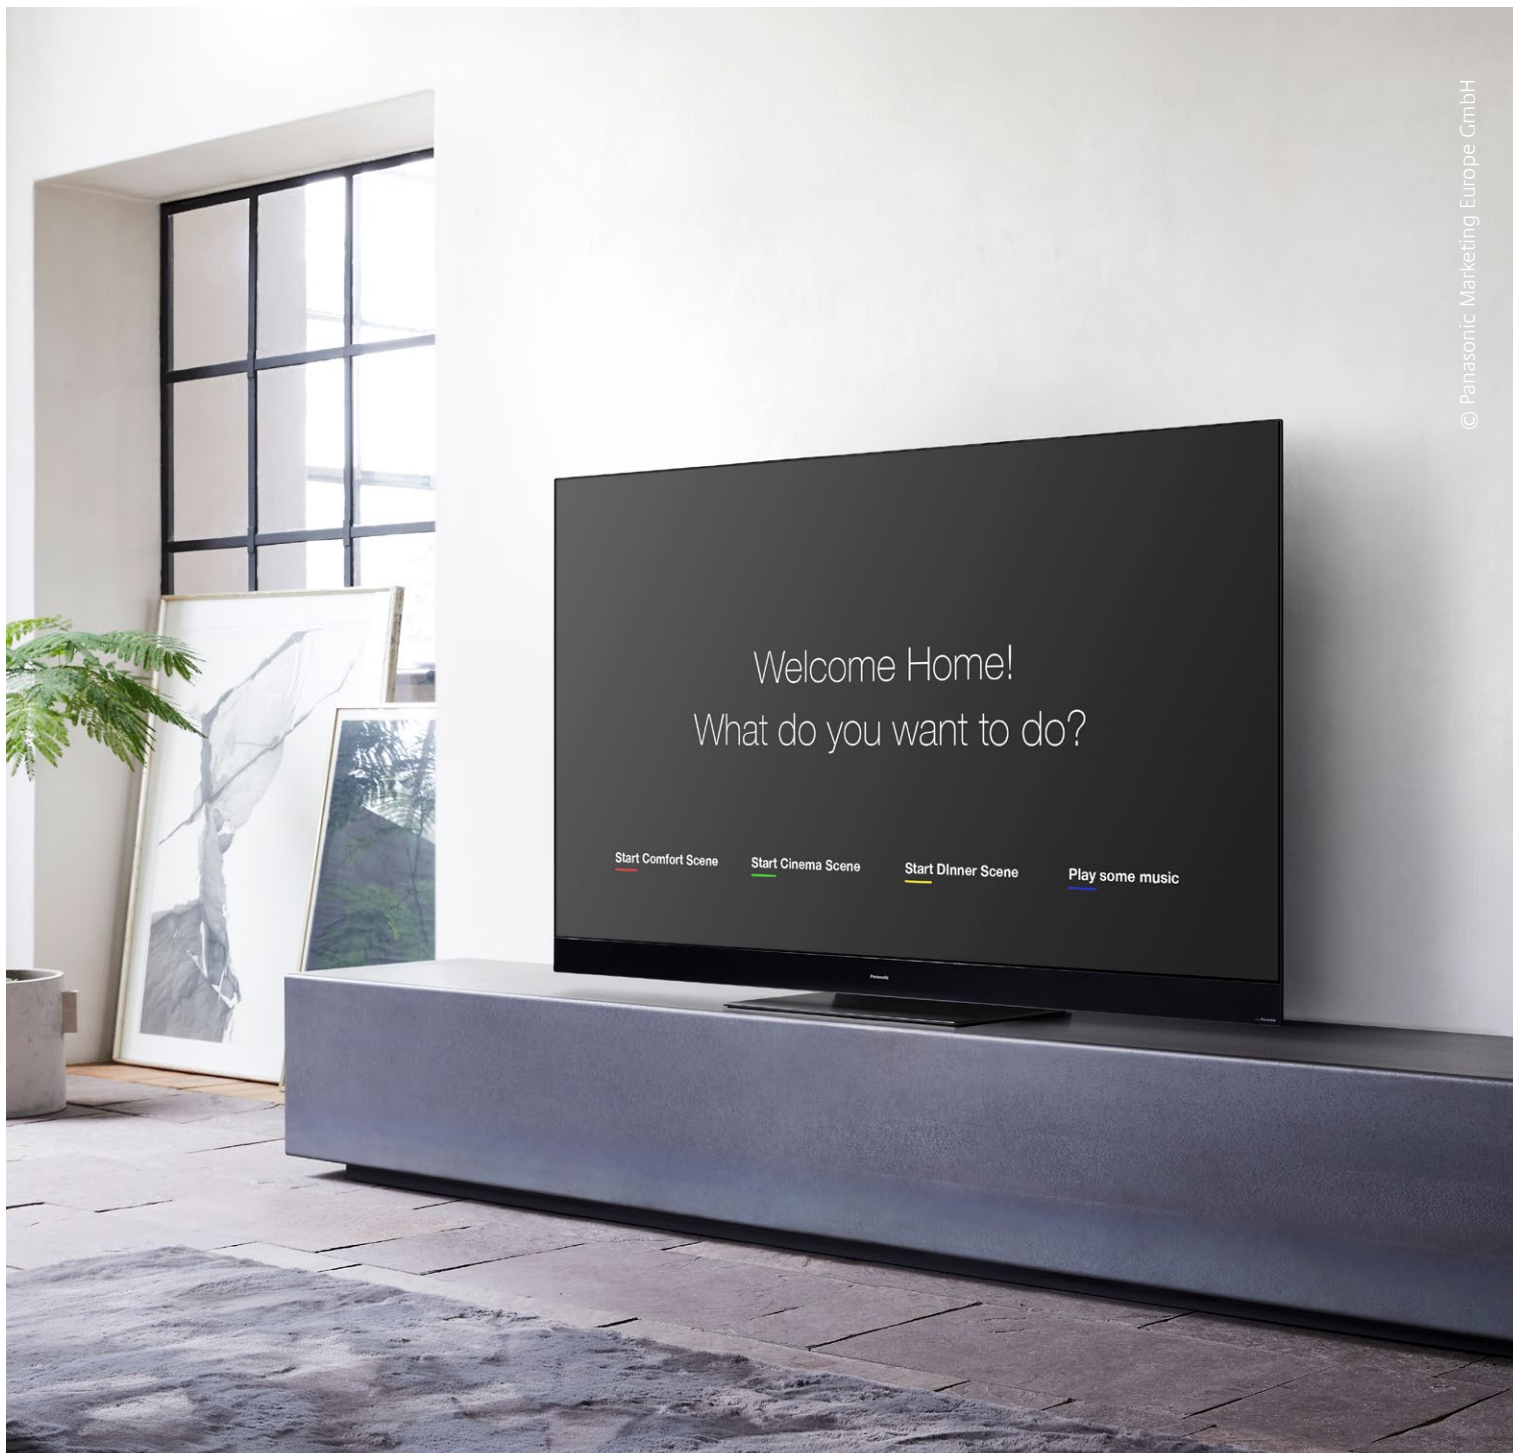 © Panasonic Marketing Europe GmbH
Welcome Home!
What do you want to do?
Start Comfort Scene
Start Cinema Scene
Start DInner Scene
Play some music
Panasonic